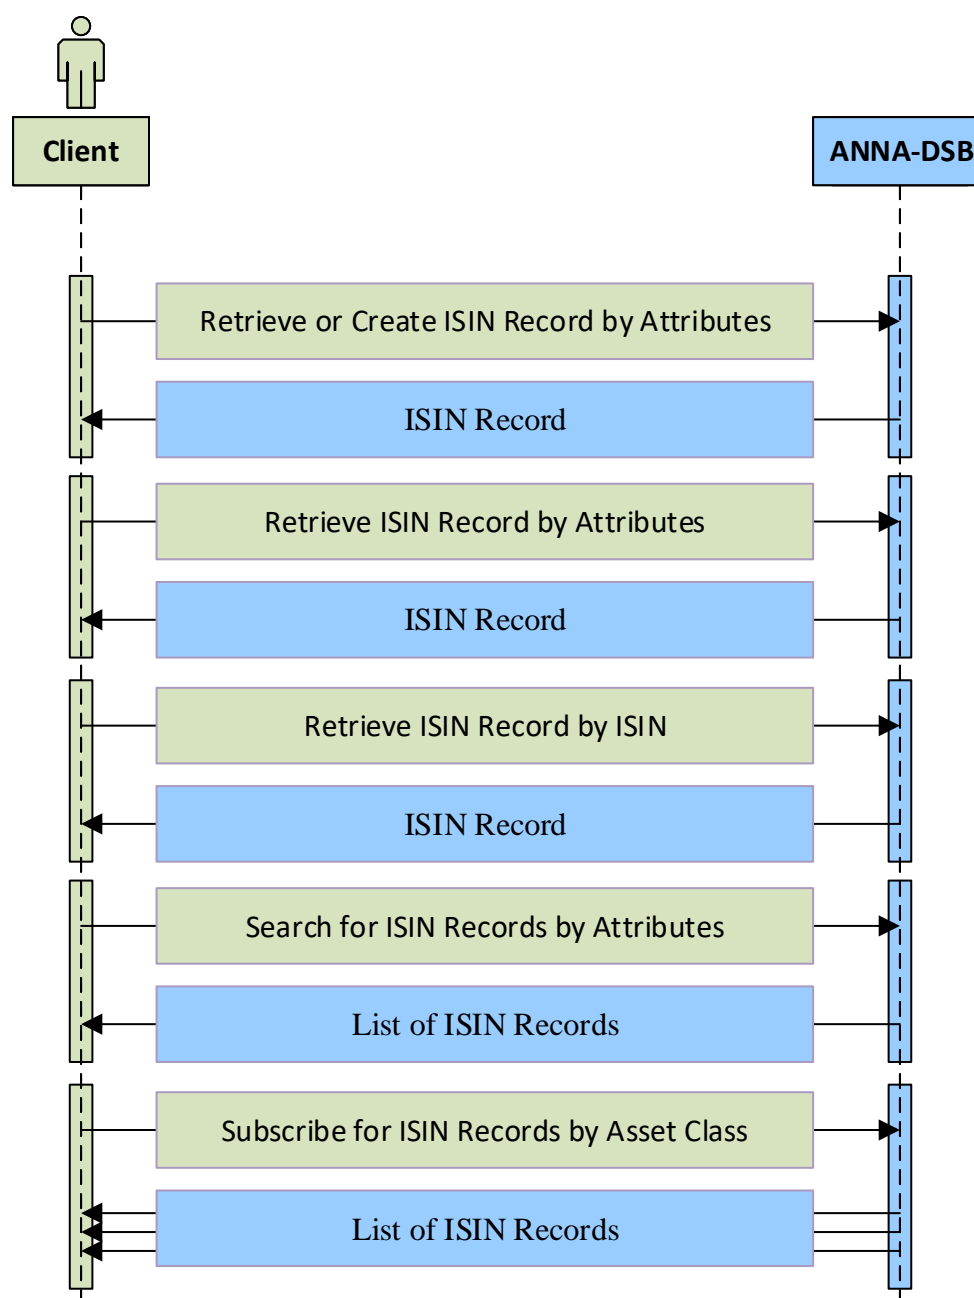 Client
ANNA-DSB
Retrieve or Create ISIN Record by Attributes
ISIN Record
Retrieve ISIN Record by Attributes
ISIN Record
Retrieve ISIN Record by ISIN
ISIN Record
Search for ISIN Records by Attributes
List of ISIN Records
Subscribe for ISIN Records by Asset Class
List of ISIN Records